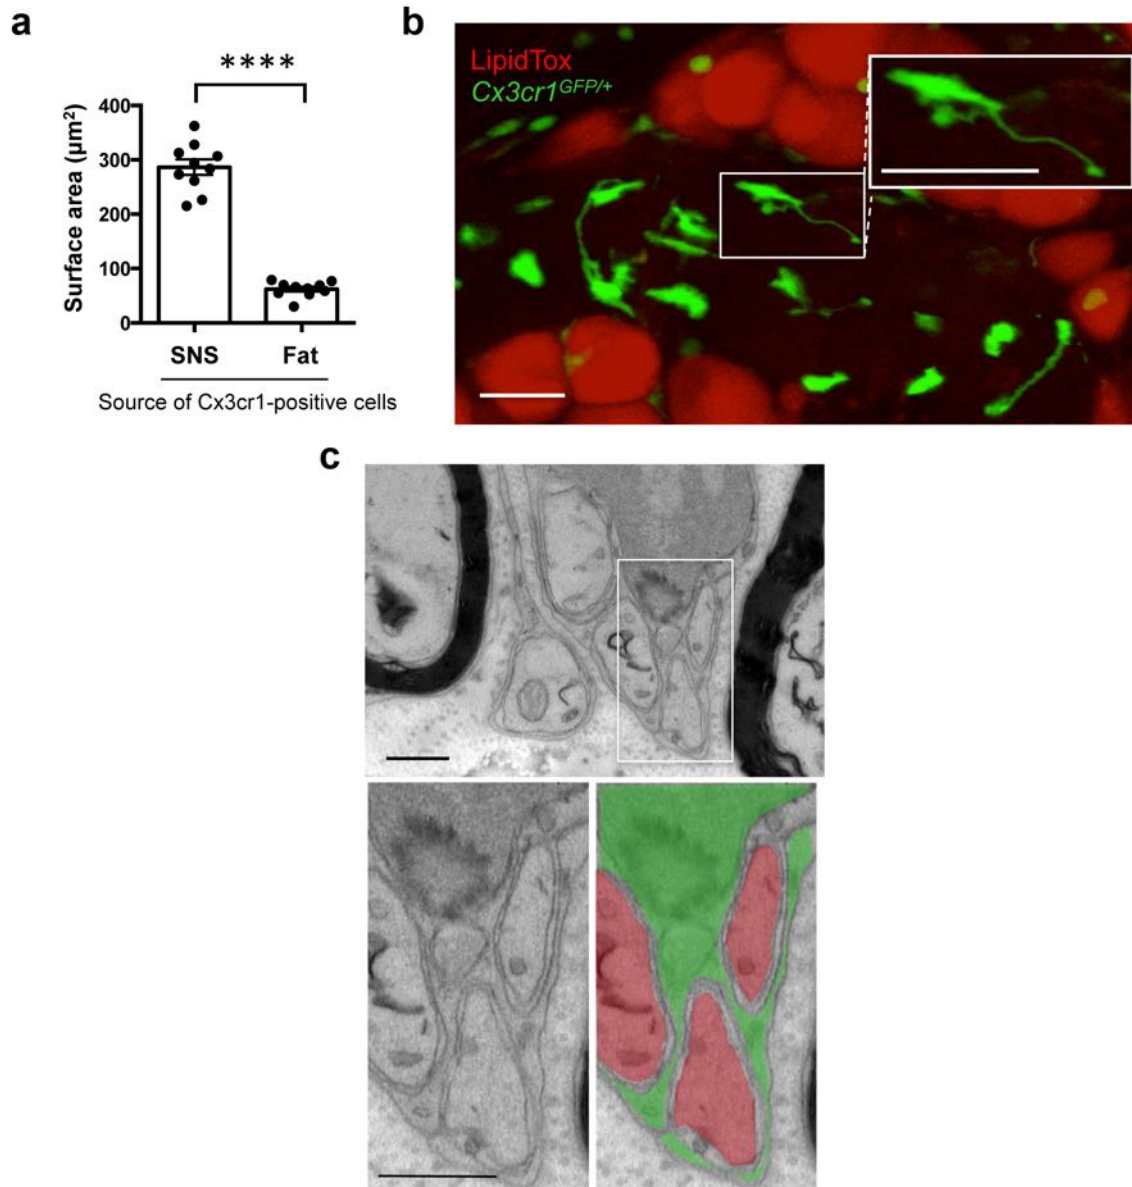 a
****
Surface area (µm²)
400
300
200
100
0
SNS
Fat
Source of Cx3cr1-positive cells
b
LipidTox
Cx3cr1GFP/+
c